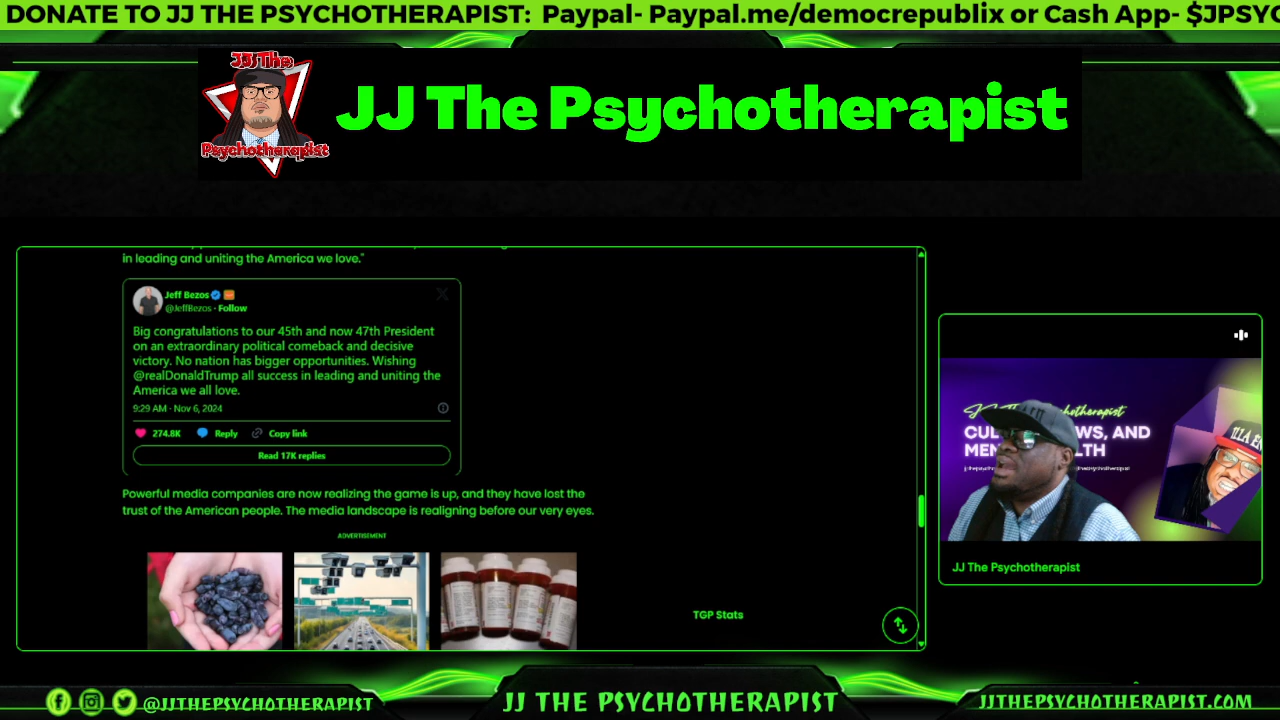 DONATE TO JJ THE PSYCHOTHERAPIST: Paypal- Paypal.me/democrepublix or Cash App- $JPSYC
JJ The
Psychotherapist
JJ The Psychotherapist
in leading and uniting the America we love."
Jeff Bezos
@JeffBezos · Follow
Big congratulations to our 45th and now 47th President
on an extraordinary political comeback and decisive
victory. No nation has bigger opportunities. Wishing
@realDonaldTrump all success in leading and uniting the
America we all love.
9:29 AM · Nov 6, 2024
274.8K Reply Copy link
Read 17K replies
Powerful media companies are now realizing the game is up, and they have lost the
trust of the American people. The media landscape is realigning before our very eyes.
ADVERTISEMENT
TGP Stats
JJ The Psychotherapist
JJ THE PSYCHOTHERAPIST
@JJTHEPSYCHOTHERAPIST
JJTHEPSYCHOTHERAPIST.COM